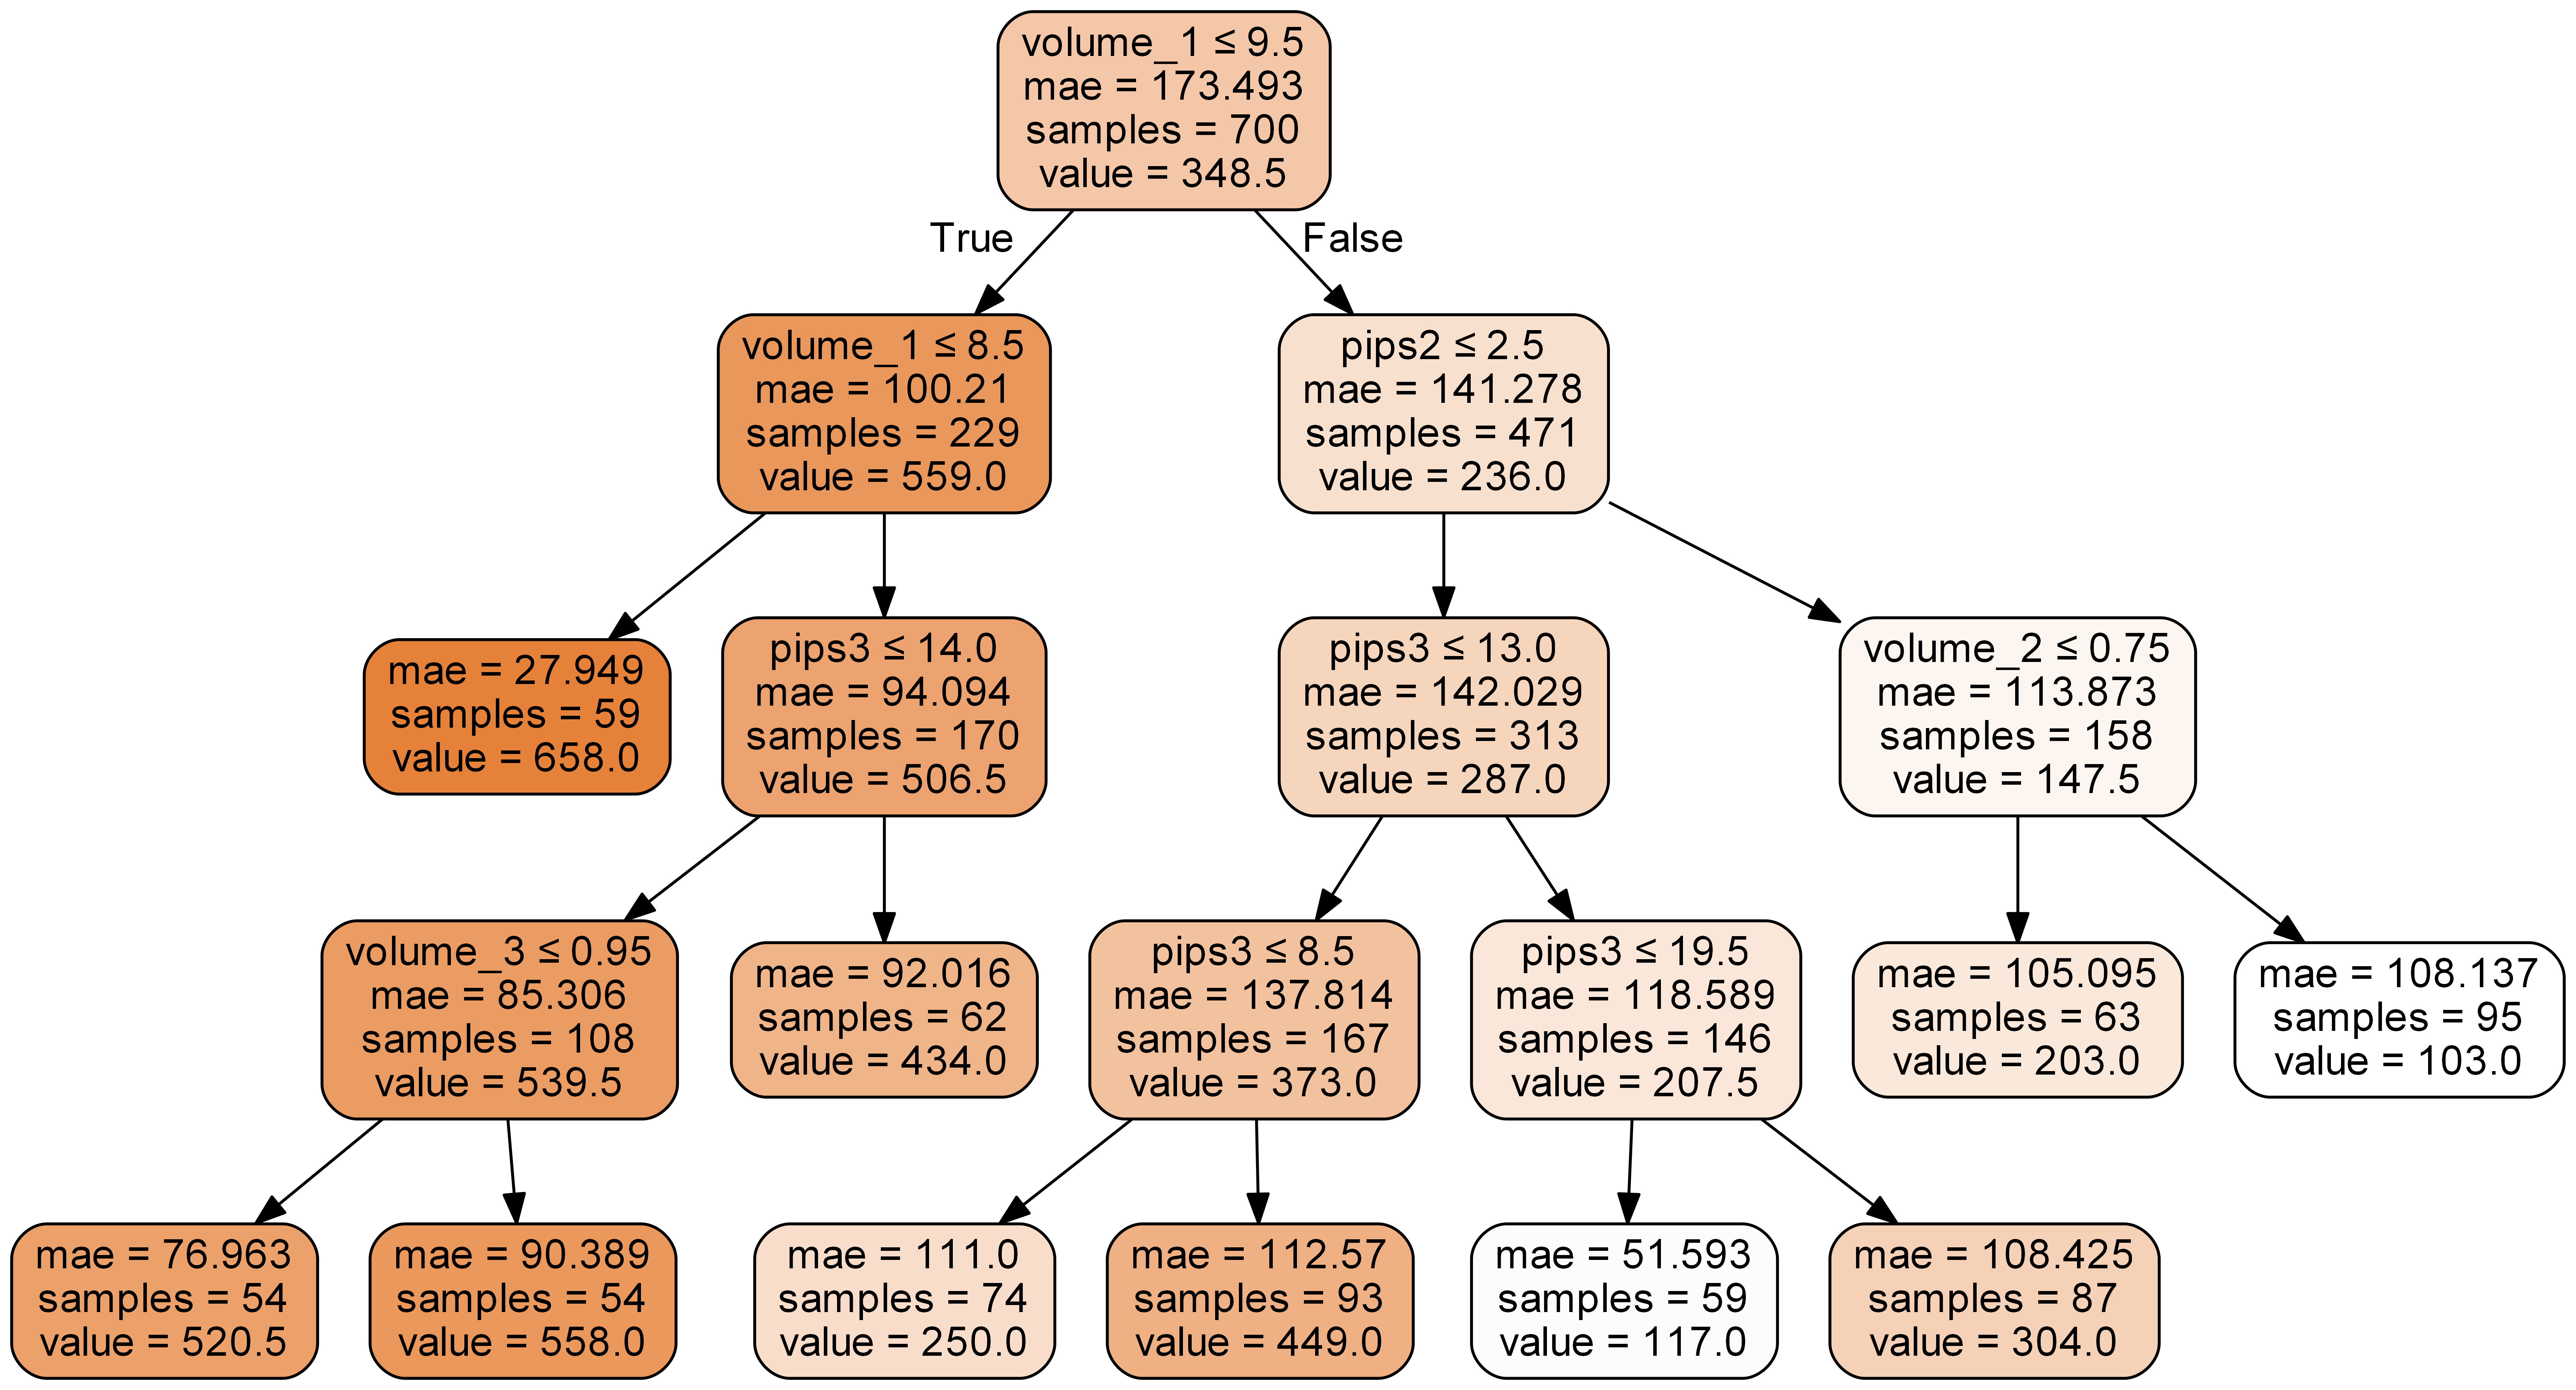 volume_1 ≤ 9.5
mae = 173.493
samples = 700
value = 348.5
True
False
volume_1 ≤ 8.5
mae = 100.21
samples = 229
value = 559.0
pips2 ≤ 2.5
mae = 141.278
samples = 471
value = 236.0
mae = 27.949
samples = 59
value = 658.0
pips3 ≤ 14.0
mae = 94.094
samples = 170
value = 506.5
pips3 ≤ 13.0
mae = 142.029
samples = 313
value = 287.0
volume_2 ≤ 0.75
mae = 113.873
samples = 158
value = 147.5
volume_3 ≤ 0.95
mae = 85.306
samples = 108
value = 539.5
mae = 92.016
samples = 62
value = 434.0
pips3 ≤ 8.5
mae = 137.814
samples = 167
value = 373.0
pips3 ≤ 19.5
mae = 118.589
samples = 146
value = 207.5
mae = 105.095
samples = 63
value = 203.0
mae = 108.137
samples = 95
value = 103.0
mae = 76.963
samples = 54
value = 520.5
mae = 90.389
samples = 54
value = 558.0
mae = 111.0
samples = 74
value = 250.0
mae = 112.57
samples = 93
value = 449.0
mae = 51.593
samples = 59
value = 117.0
mae = 108.425
samples = 87
value = 304.0